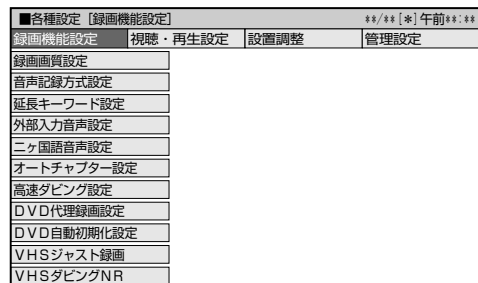 ■各種設定［録画機能設定］ **/**[*]午前**:**
録画機能設定 視聴・再生設定 設置調整 管理設定
録画画質設定
音声記録方式設定
延長キーワード設定
外部入力音声設定
二ヶ国語音声設定
オートチャプター設定
高速ダビング設定
ＤＶＤ代理録画設定
ＤＶＤ自動初期化設定
ＶＨＳジャスト録画
ＶＨＳダビングＮＲ